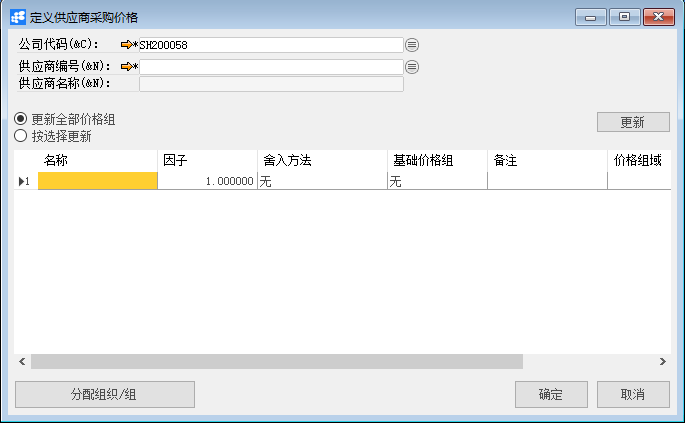 定义供应商采购价格
公司代码(&C): *SH200058
供应商编号(&N): *
供应商名称(&N):
更新全部价格组
按选择更新
更新
名称 因子 舍入方法 基础价格组 备注 价格组域
1 1.000000 无 无
分配组织/组 确定 取消